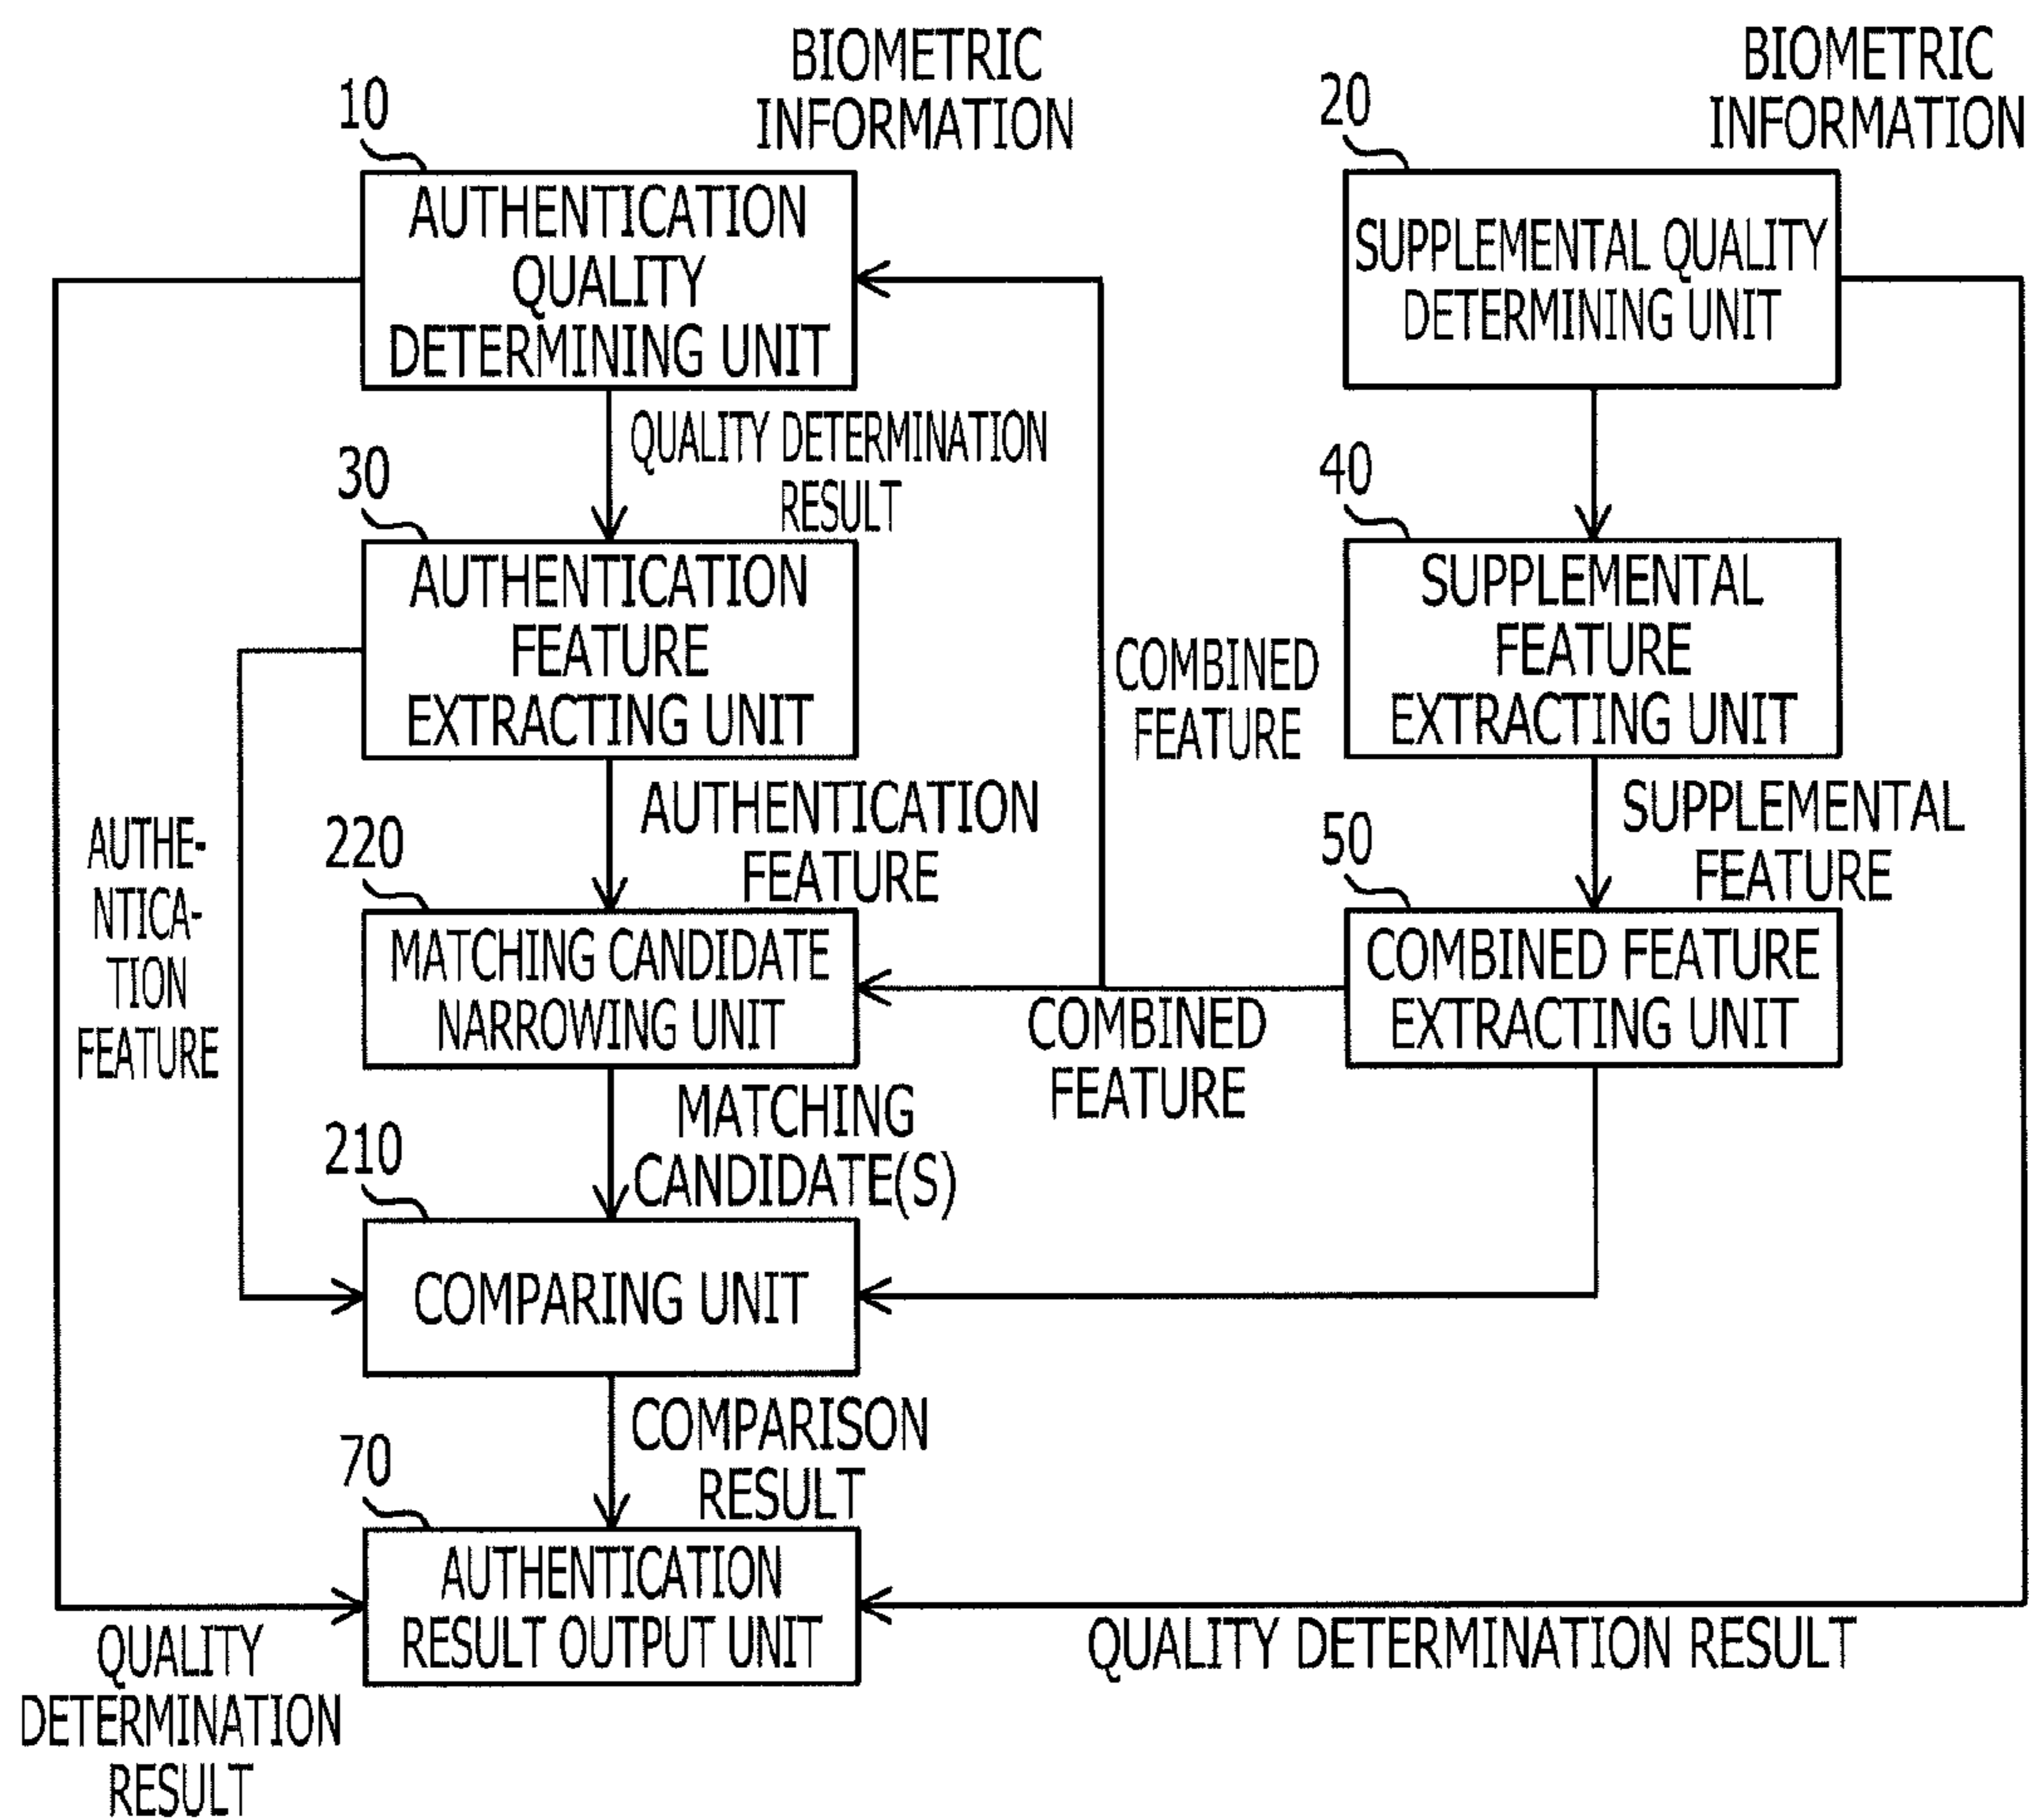 BIOMETRIC
INFORMATION
BIOMETRIC
INFORMATION
10
20
AUTHENTICATION
QUALITY
DETERMINING UNIT
SUPPLEMENTAL QUALITY
DETERMINING UNIT
QUALITY DETERMINATION
RESULT
30
40
AUTHENTICATION
FEATURE
EXTRACTING UNIT
SUPPLEMENTAL
FEATURE
EXTRACTING UNIT
COMBINED
FEATURE
AUTHENTICATION
FEATURE
SUPPLEMENTAL
FEATURE
AUTHE-
NTICA-
TION
FEATURE
220
50
MATCHING CANDIDATE
NARROWING UNIT
COMBINED FEATURE
EXTRACTING UNIT
COMBINED
FEATURE
MATCHING
CANDIDATE(S)
210
COMPARING UNIT
COMPARISON
RESULT
70
AUTHENTICATION
RESULT OUTPUT UNIT
QUALITY
DETERMINATION
RESULT
QUALITY DETERMINATION RESULT